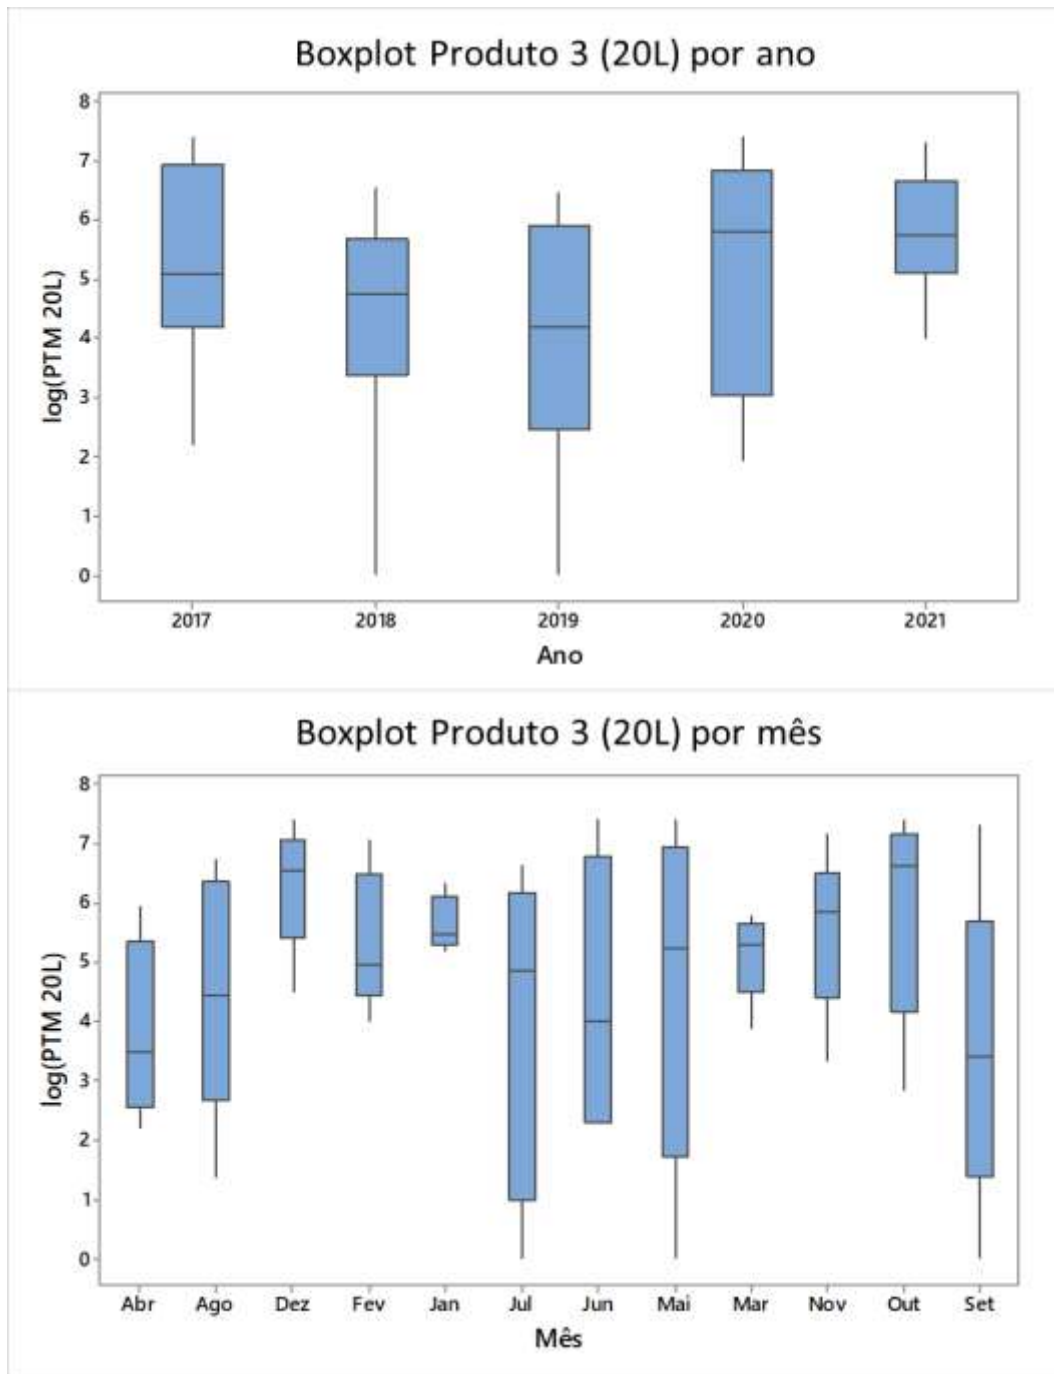 Boxplot Produto 3 (20L) por ano
log(PTM 20L)
8
7
6
5
4
3
2
1
0
2017 2018 2019 2020 2021
Ano
Boxplot Produto 3 (20L) por mês
log(PTM 20L)
8
7
6
5
4
3
2
1
0
Abr Ago Dez Fev Jan Jul Jun Mai Mar Nov Out Set
Mês